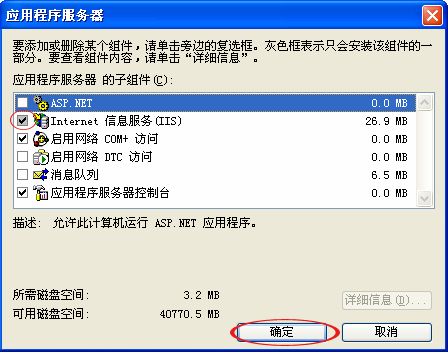 应用程序服务器
要添加或删除某个组件，请单击旁边的复选框。灰色框表示只会安装该组件的一
部分。要查看组件内容，请单击“详细信息”。
应用程序服务器 的子组件(C):
ASP.NET 0.0 MB
Internet 信息服务(IIS) 26.9 MB
启用网络 COM+ 访问 0.0 MB
启用网络 DTC 访问 0.0 MB
消息队列 6.5 MB
应用程序服务器控制台 0.0 MB
描述: 允许此计算机运行 ASP.NET 应用程序。
所需磁盘空间: 3.2 MB
可用磁盘空间: 40770.5 MB
详细信息(D)...
确定 取消